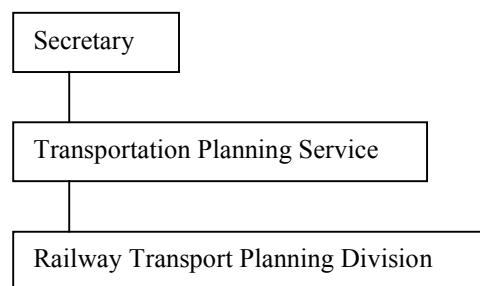 Secretary
Transportation Planning Service
Railway Transport Planning Division